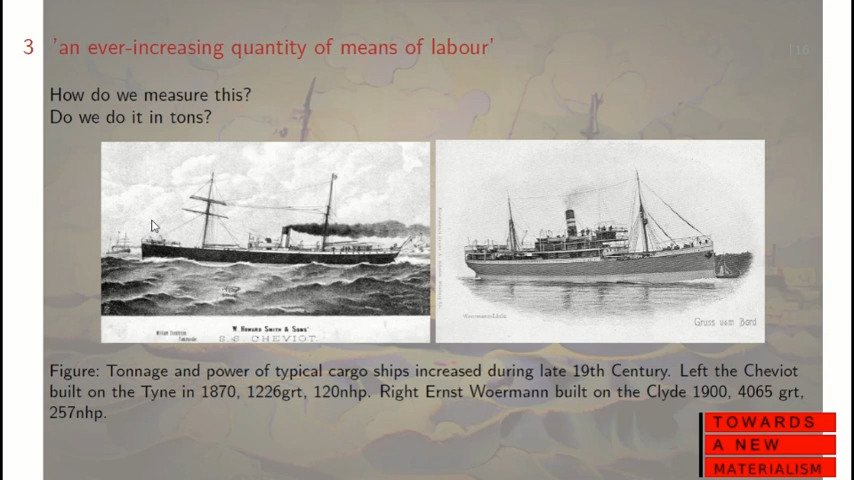 3 'an ever-increasing quantity of means of labour'
| 16
How do we measure this?
Do we do it in tons?
W. Howard Smith & Sons'
S.S. CHEVIOT
Woermann-Linie
Gruss vom Bord
Figure: Tonnage and power of typical cargo ships increased during late 19th Century. Left the Cheviot
built on the Tyne in 1870, 1226grt, 120nhp. Right Ernst Woermann built on the Clyde 1900, 4065 grt,
257nhp.
TOWARDS
A NEW
MATERIALISM